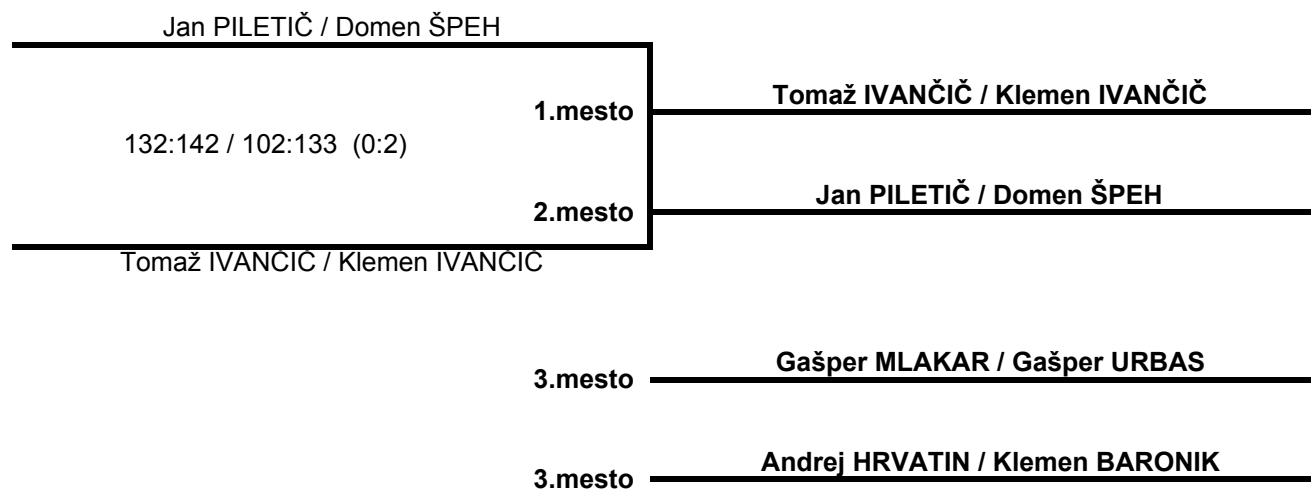 Jan PILETIČ / Domen ŠPEH
1.mesto
Tomaž IVANČIČ / Klemen IVANČIČ
132:142 / 102:133 (0:2)
2.mesto
Jan PILETIČ / Domen ŠPEH
Tomaž IVANČIČ / Klemen IVANČIČ
3.mesto
Gašper MLAKAR / Gašper URBAS
3.mesto
Andrej HRVATIN / Klemen BARONIK